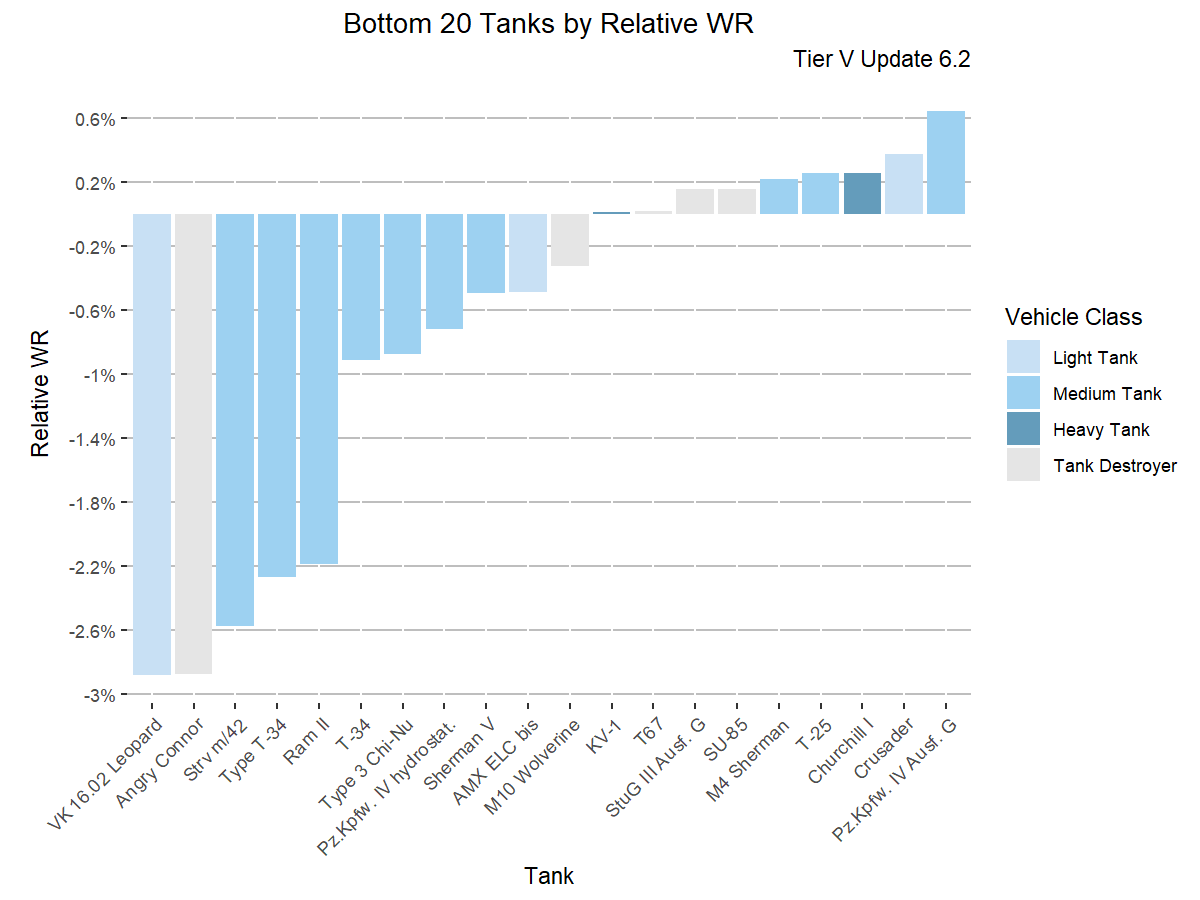 Bottom 20 Tanks by Relative WR
Tier V Update 6.2
0.6%
0.2%
-0.2%
-0.6%
-1%
-1.4%
-1.8%
-2.2%
-2.6%
-3%
Relative WR
VK 16.02 Leopard
Angry Connor
Strv m/42
Type T-34
Ram II
T-34
Type 3 Chi-Nu
Pz.Kpfw. IV hydrostat.
Sherman V
AMX ELC bis
M10 Wolverine
KV-1
T67
StuG III Ausf. G
SU-85
M4 Sherman
T-25
Churchill I
Crusader
Pz.Kpfw. IV Ausf. G
Tank
Vehicle Class
Light Tank
Medium Tank
Heavy Tank
Tank Destroyer